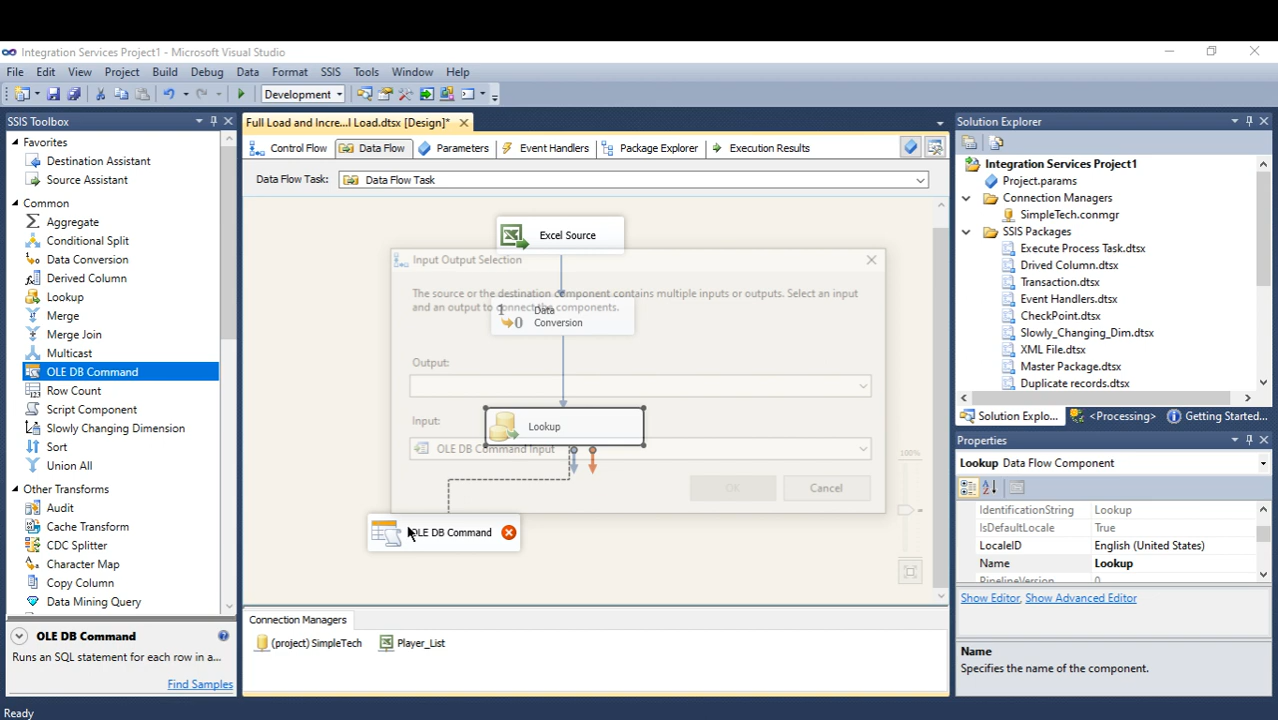 Integration Services Project1 - Microsoft Visual Studio
File Edit View Project Build Debug Data Format SSIS Tools Window Help
Development
SSIS Toolbox
Favorites
Destination Assistant
Source Assistant
Common
Aggregate
Conditional Split
Data Conversion
Derived Column
Lookup
Merge
Merge Join
Multicast
OLE DB Command
Row Count
Script Component
Slowly Changing Dimension
Sort
Union All
Other Transforms
Audit
Cache Transform
CDC Splitter
Character Map
Copy Column
Data Mining Query
OLE DB Command
Runs an SQL statement for each row in a...
Find Samples
Ready
Full Load and Incre...l Load.dtsx [Design]*
Control Flow Data Flow Parameters Event Handlers Package Explorer Execution Results
Data Flow Task: Data Flow Task
Excel Source
Input Output Selection
The source or the destination component contains multiple inputs or outputs. Select an input
and an output to connect the components.
1 Data
0 Conversion
Output:
Input:
Lookup
OLE DB Command Input
100%
OK Cancel
OLE DB Command
Connection Managers
(project) SimpleTech Player_List
Solution Explorer
Integration Services Project1
Project.params
Connection Managers
SimpleTech.conmgr
SSIS Packages
Execute Process Task.dtsx
Drived Column.dtsx
Transaction.dtsx
Event Handlers.dtsx
CheckPoint.dtsx
Slowly_Changing_Dim.dtsx
XML File.dtsx
Master Package.dtsx
Duplicate records.dtsx
Solution Explo... <Processing> Getting Started...
Properties
Lookup Data Flow Component
IdentificationString Lookup
IsDefaultLocale True
LocaleID English (United States)
Name Lookup
PipelineVersion 0
Show Editor, Show Advanced Editor
Name
Specifies the name of the component.